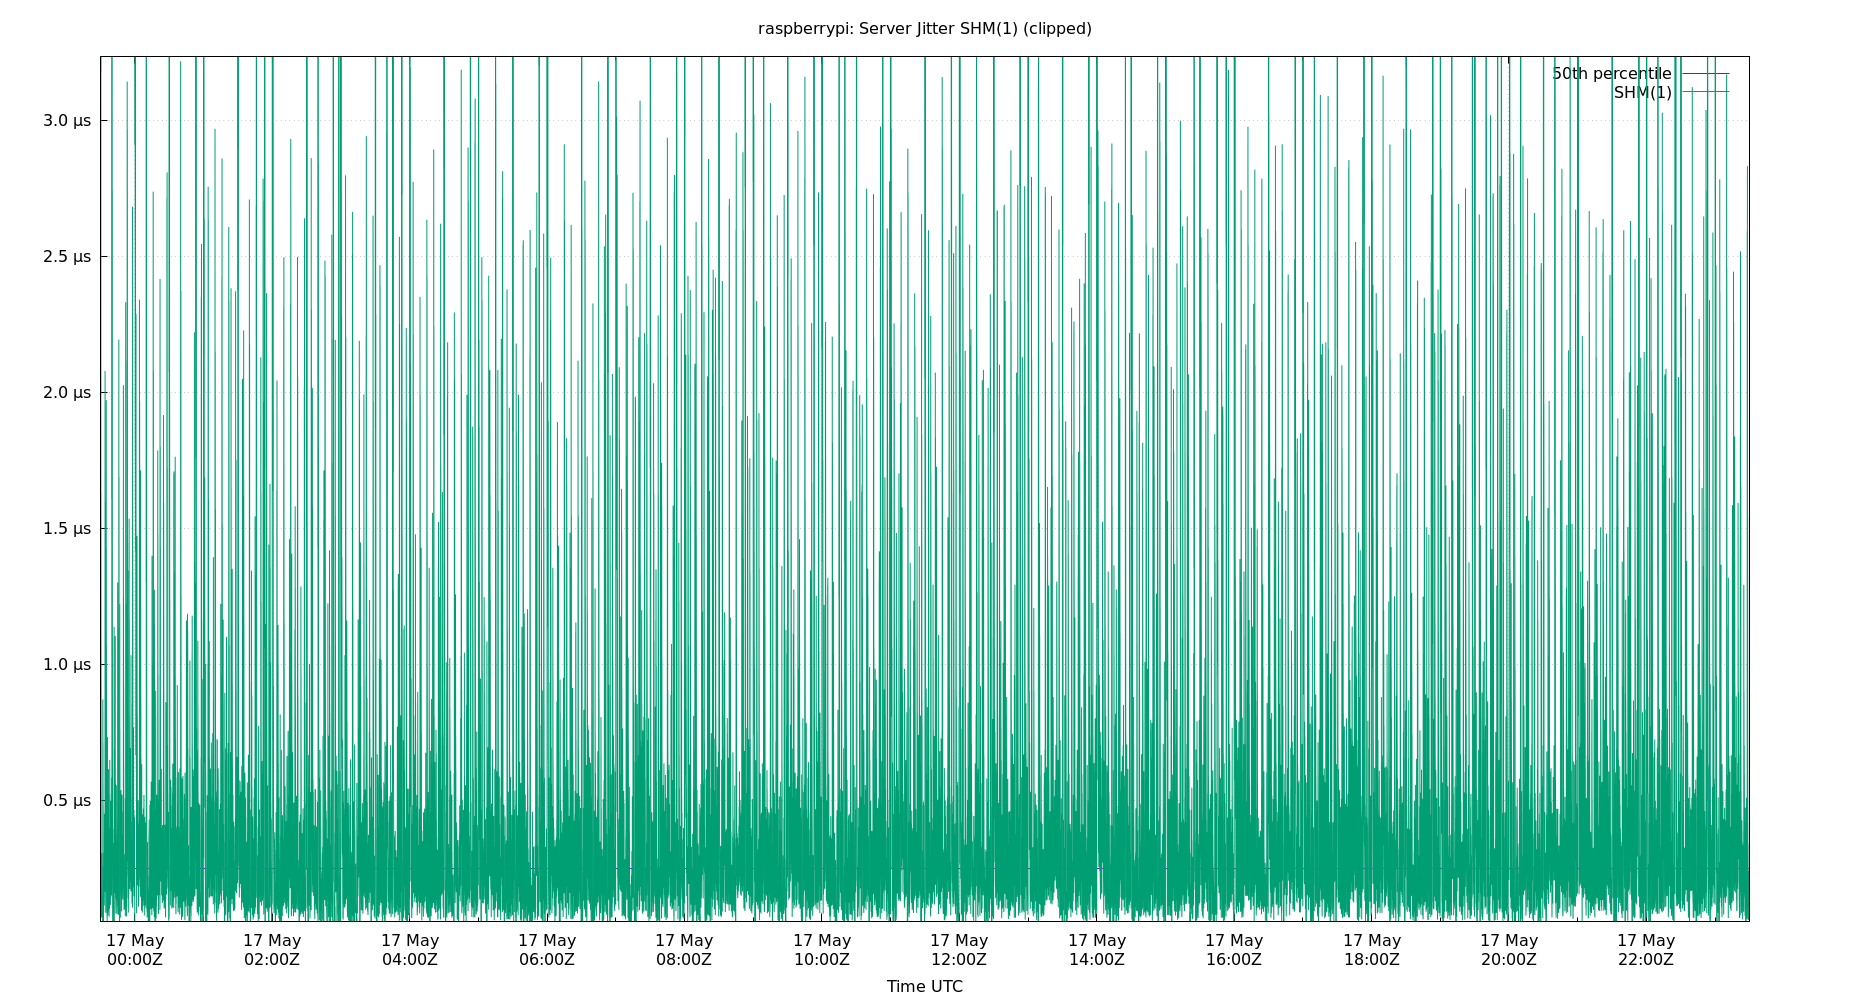 raspberrypi: Server Jitter SHM(1) (clipped)
50th percentile
SHM(1)
3.0 µs
2.5 µs
2.0 µs
1.5 µs
1.0 µs
0.5 µs
17 May 17 May 17 May 17 May 17 May 17 May 17 May 17 May 17 May 17 May 17 May 17 May
00:00Z 02:00Z 04:00Z 06:00Z 08:00Z 10:00Z 12:00Z 14:00Z 16:00Z 18:00Z 20:00Z 22:00Z
Time UTC